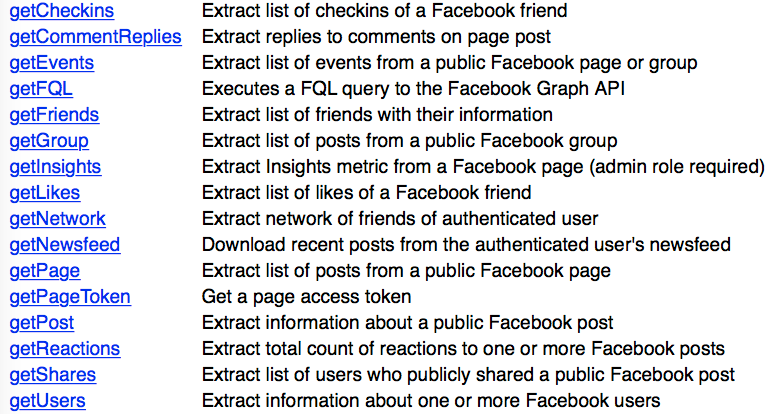 getCheckins Extract list of checkins of a Facebook friend
getCommentReplies Extract replies to comments on page post
getEvents Extract list of events from a public Facebook page or group
getFQL Executes a FQL query to the Facebook Graph API
getFriends Extract list of friends with their information
getGroup Extract list of posts from a public Facebook group
getInsights Extract Insights metric from a Facebook page (admin role required)
getLikes Extract list of likes of a Facebook friend
getNetwork Extract network of friends of authenticated user
getNewsfeed Download recent posts from the authenticated user's newsfeed
getPage Extract list of posts from a public Facebook page
getPageToken Get a page access token
getPost Extract information about a public Facebook post
getReactions Extract total count of reactions to one or more Facebook posts
getShares Extract list of users who publicly shared a public Facebook post
getUsers Extract information about one or more Facebook users